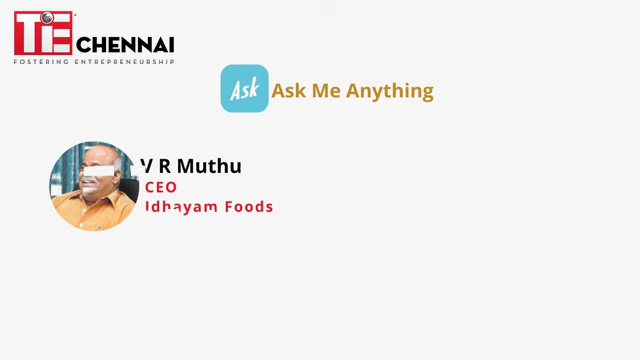 TiE CHENNAI
FOSTERING ENTREPRENEURSHIP
Ask Ask Me Anything
V R Muthu
CEO
Idhayam Foods